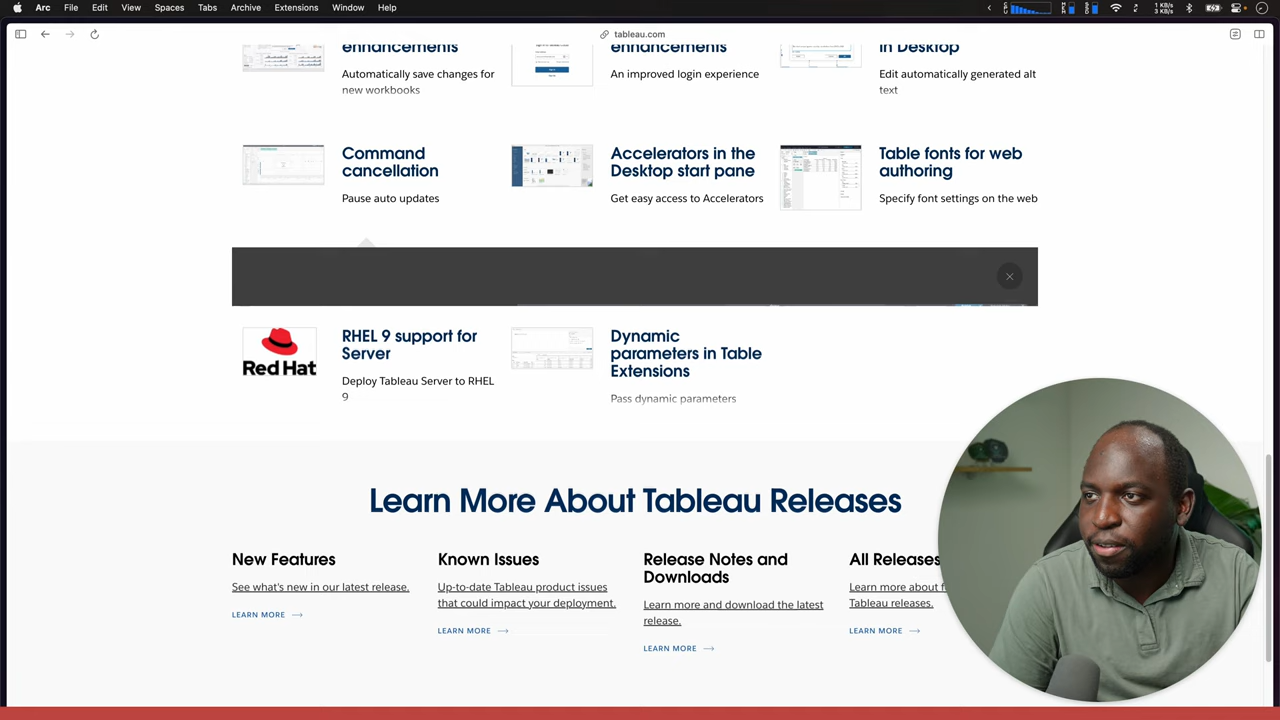 Arc File Edit View Spaces Tabs Archive Extensions Window Help
1 KB/s
1 KB/s
tableau.com
enhancements
Automatically save changes for
new workbooks
enhancements
An improved login experience
in Desktop
Edit automatically generated alt
text
Command
cancellation
Pause auto updates
Accelerators in the
Desktop start pane
Get easy access to Accelerators
Table fonts for web
authoring
Specify font settings on the web
Red Hat
RHEL 9 support for
Server
Deploy Tableau Server to RHEL
9
Dynamic
parameters in Table
Extensions
Pass dynamic parameters
Learn More About Tableau Releases
New Features
See what's new in our latest release.
LEARN MORE
Known Issues
Up-to-date Tableau product issues
that could impact your deployment.
LEARN MORE
Release Notes and
Downloads
Learn more and download the latest
release.
LEARN MORE
All Releases
Learn more about
Tableau releases.
LEARN MORE